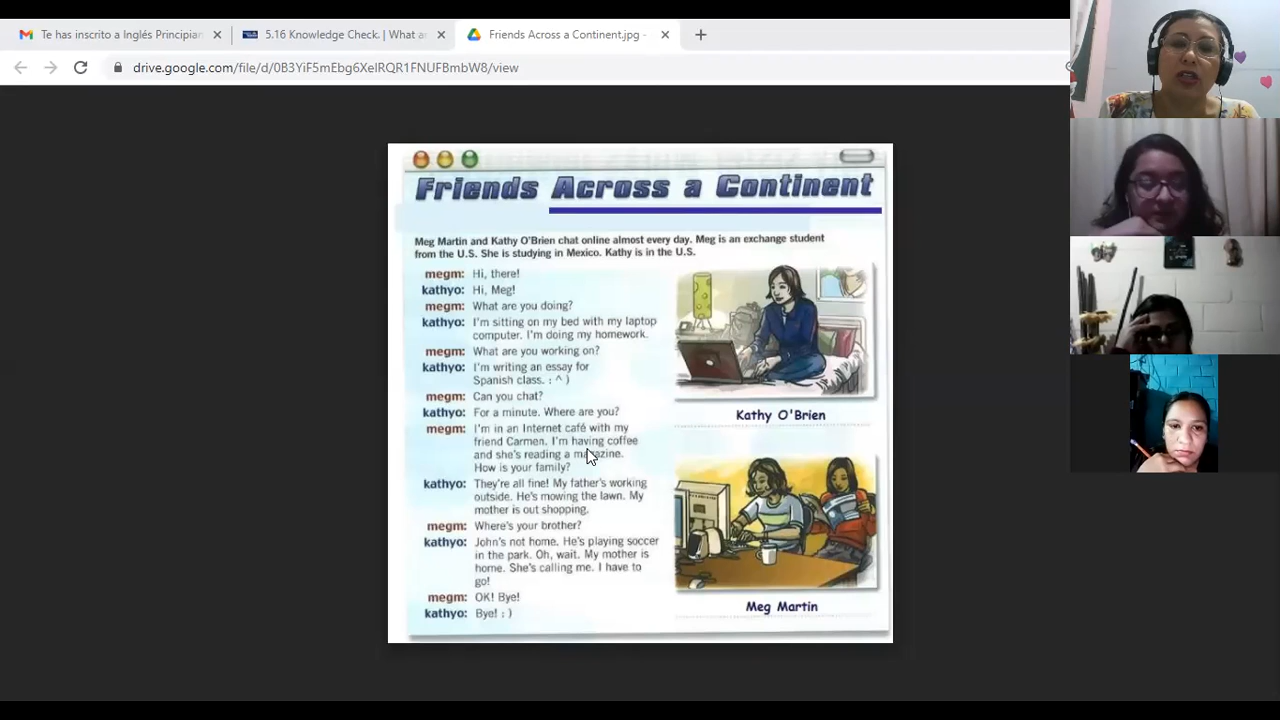 Te has inscrito a Inglés Principian
5.16 Knowledge Check. | What a
Friends Across a Continent.jpg -
drive.google.com/file/d/0B3YiF5mEbg6XelRQR1FNUFBmbW8/view
Friends Across a Continent
Meg Martin and Kathy O'Brien chat online almost every day. Meg is an exchange student
from the U.S. She is studying in Mexico. Kathy is in the U.S.
megm: Hi, there!
kathyo: Hi, Meg!
megm: What are you doing?
kathyo: I'm sitting on my bed with my laptop
computer. I'm doing my homework.
megm: What are you working on?
kathyo: I'm writing an essay for
Spanish class. : ^ )
megm: Can you chat?
kathyo: For a minute. Where are you?
megm: I'm in an Internet café with my
friend Carmen. I'm having coffee
and she's reading a magazine.
How is your family?
kathyo: They're all fine! My father's working
outside. He's mowing the lawn. My
mother is out shopping.
megm: Where's your brother?
kathyo: John's not home. He's playing soccer
in the park. Oh, wait. My mother is
home. She's calling me. I have to
go!
megm: OK! Bye!
kathyo: Bye! : )
Kathy O'Brien
Meg Martin